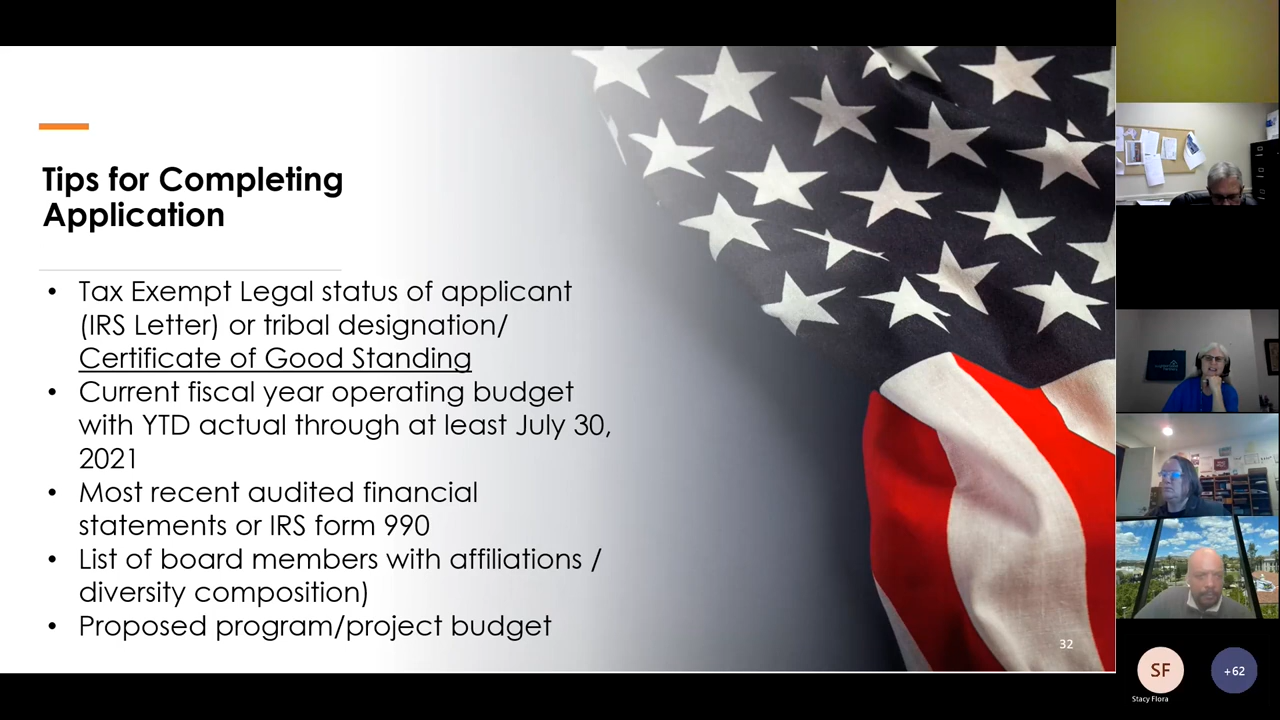 Tips for Completing
Application
• Tax Exempt Legal status of applicant
(IRS Letter) or tribal designation/
Certificate of Good Standing
• Current fiscal year operating budget
with YTD actual through at least July 30,
2021
• Most recent audited financial
statements or IRS form 990
• List of board members with affiliations /
diversity composition)
• Proposed program/project budget
32
SF
+62
Stacy Flora